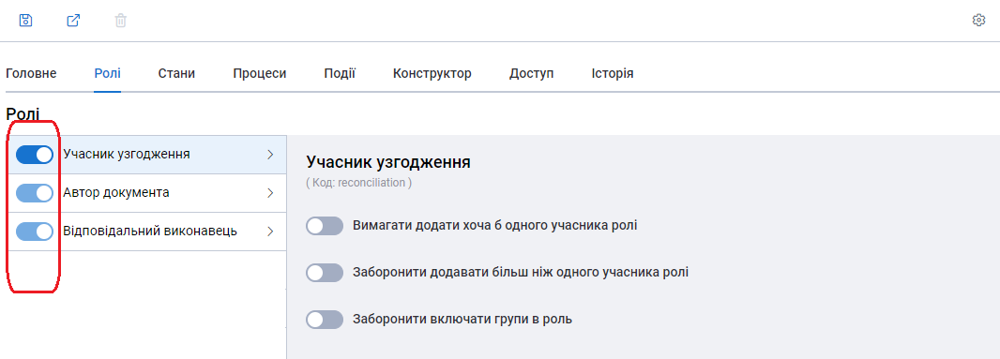 Головне Ролі Стани Процеси Події Конструктор Доступ Історія
Ролі
Учасник узгодження
Автор документа
Відповідальний виконавець
Учасник узгодження
( Код: reconciliation )
Вимагати додати хоча б одного учасника ролі
Заборонити додавати більш ніж одного учасника ролі
Заборонити включати групи в роль